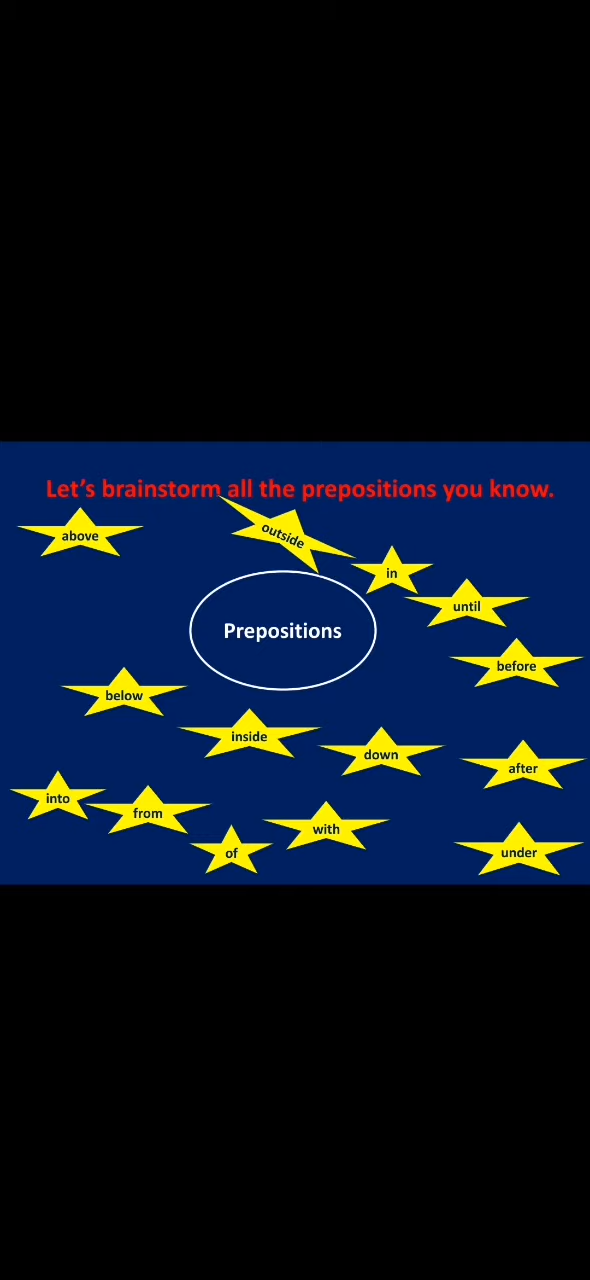 Let's brainstorm all the prepositions you know.
above
outside
in
until
Prepositions
before
below
inside
down
after
into
from
with
of
under